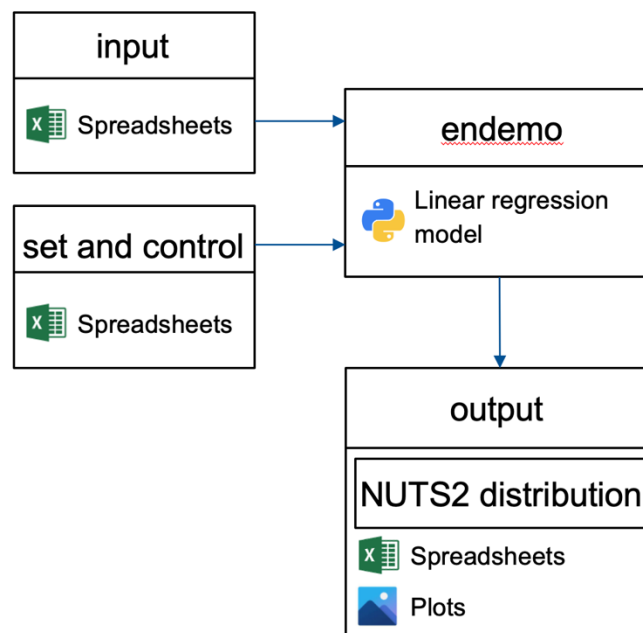 input
Spreadsheets
set and control
Spreadsheets
endemo
Linear regression
model
output
NUTS2 distribution
Spreadsheets
Plots